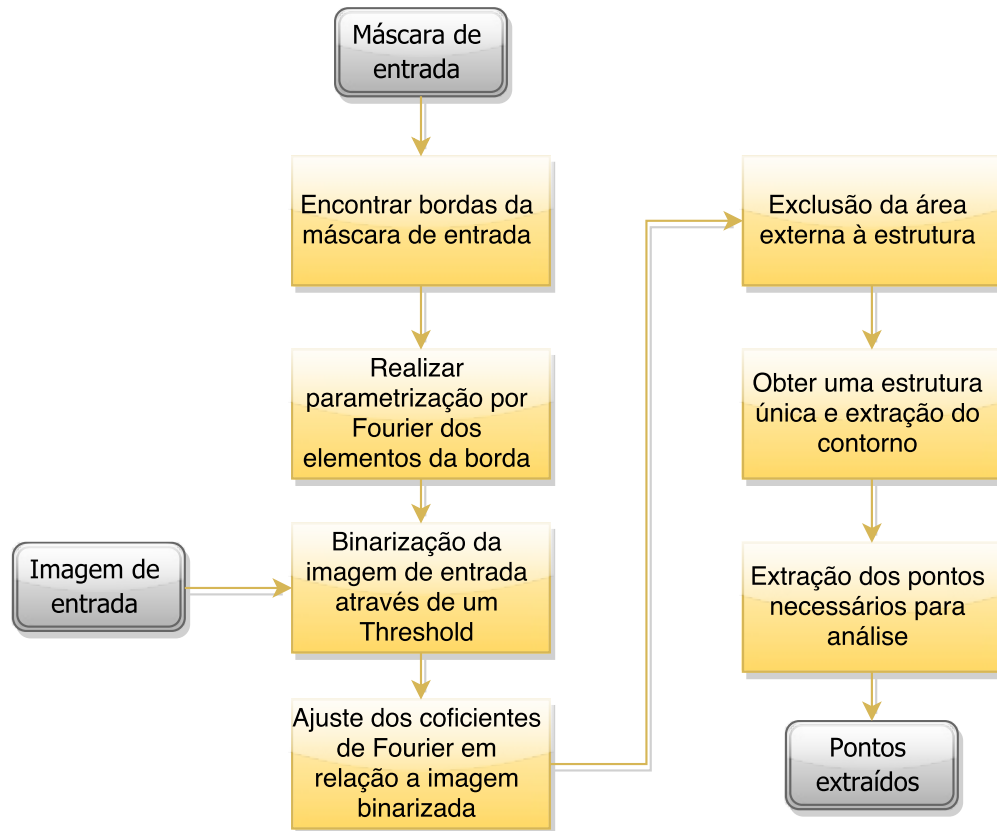 Máscara de
entrada
Encontrar bordas da
máscara de entrada
Realizar
parametrização por
Fourier dos
elementos da borda
Imagem de
entrada
Binarização da
imagem de entrada
através de um
Threshold
Ajuste dos coficientes
de Fourier em
relação a imagem
binarizada
Exclusão da área
externa à estrutura
Obter uma estrutura
única e extração do
contorno
Extração dos pontos
necessários para
análise
Pontos
extraídos